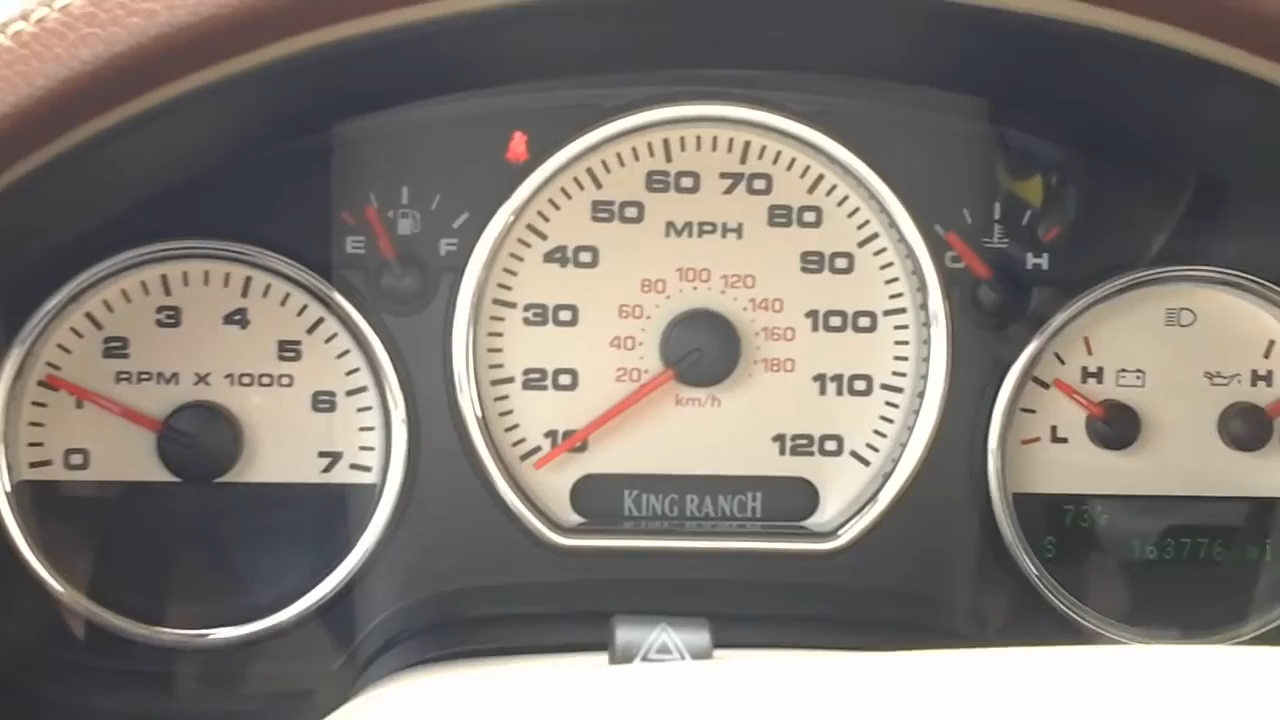 60 70
50 80
MPH
40 90
30 100
20 110
10 120
80 100 120
60 140
40 160
20 180
km/h
KING RANCH
E F
3 4
2 5
RPM X 1000
1 6
0 7
C H
H H
L
S 163776 mi